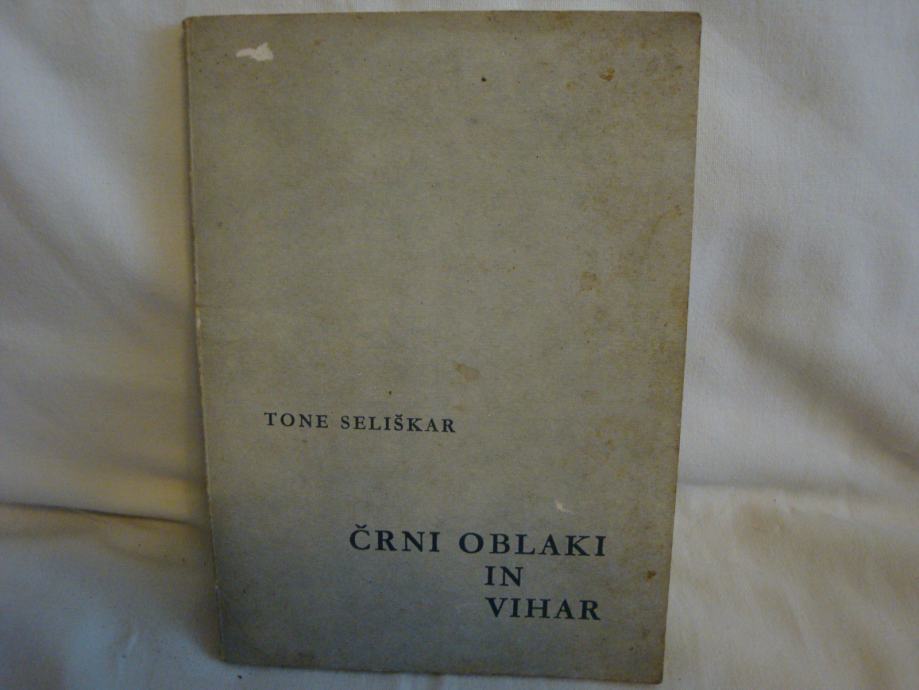 TONE SELIŠKAR
ČRNI OBLAKI
IN
VIHAR